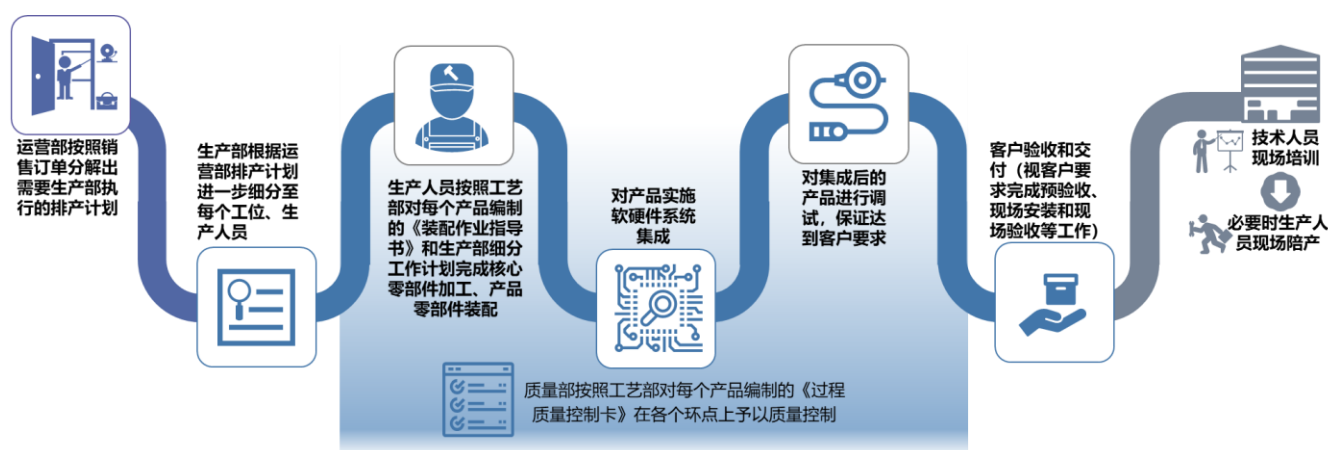 运营部按照销
售订单分解出
需要生产部执
行的排产计划
生产部根据运
营部排产计划
进一步细分至
每个工位、生
产人员
生产人员按照工艺
部对每个产品编制
的《装配作业指导
书》和生产部细分
工作计划完成核心
零部件加工、产品
零部件装配
对产品实施
软硬件系统
集成
对集成后的
产品进行调
试，保证达
到客户要求
客户验收和交
付（视客户要
求完成预验收、
现场安装和现
场验收等工作）
技术人员
现场培训
必要时生产人
员现场陪产
质量部按照工艺部对每个产品编制的《过程
质量控制卡》在各个环点上予以质量控制